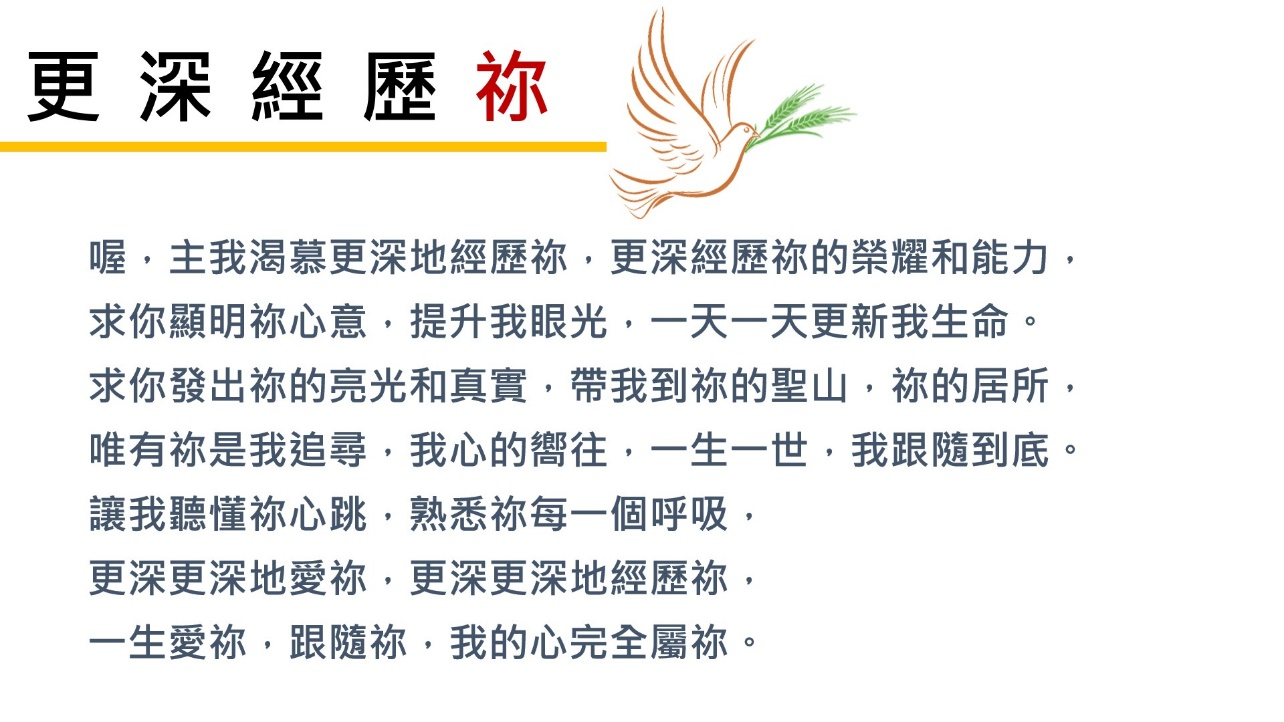 更深經歷祢
喔，主我渴慕更深地經歷祢，更深經歷祢的榮耀和能力，
求你顯明祢心意，提升我眼光，一天一天更新我生命。
求你發出祢的亮光和真實，帶我到祢的聖山，祢的居所，
唯有祢是我追尋，我心的嚮往，一生一世，我跟隨到底。
讓我聽懂祢心跳，熟悉祢每一個呼吸，
更深更深地愛祢，更深更深地經歷祢，
一生愛祢，跟隨祢，我的心完全屬祢。